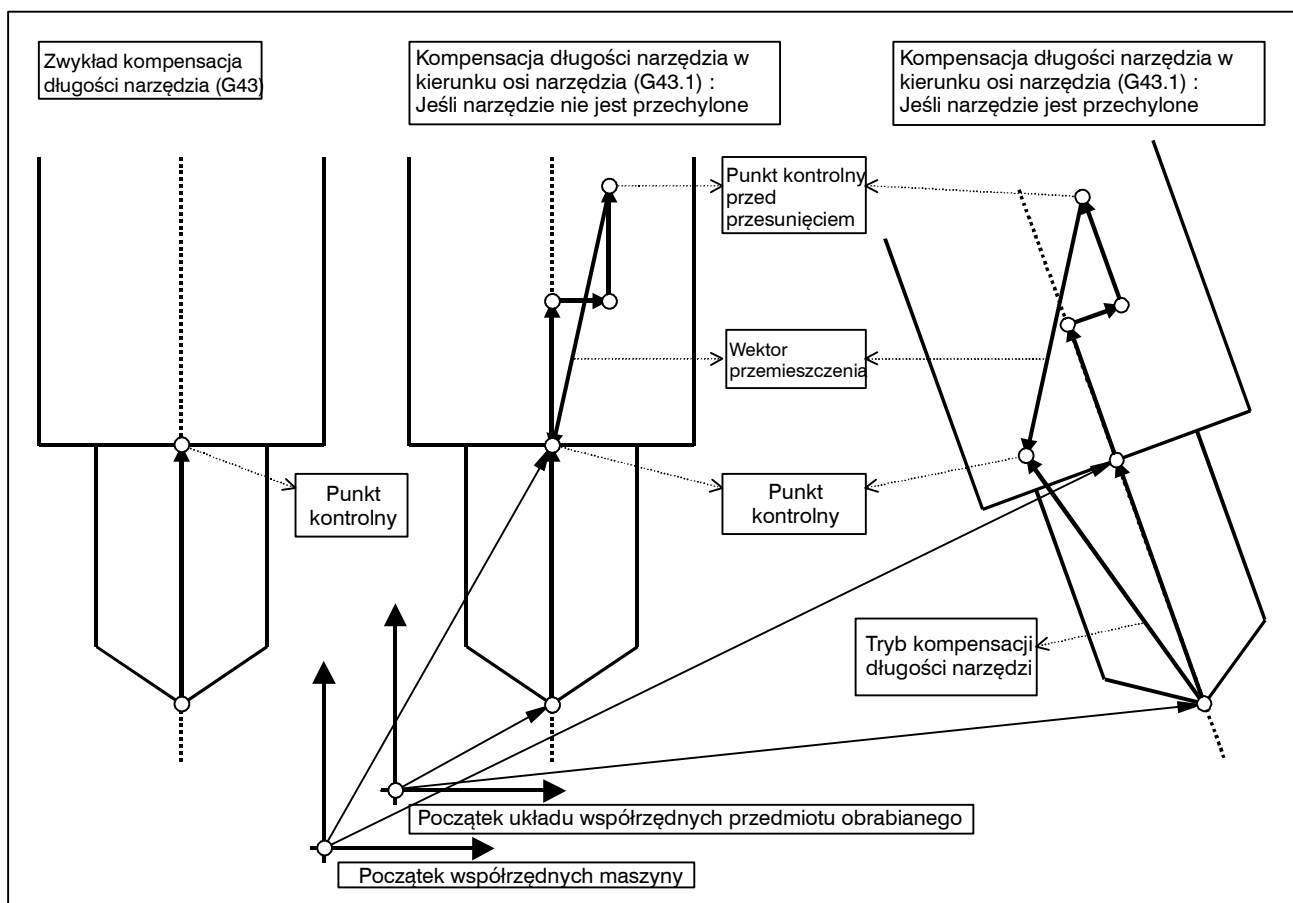 Zwykład kompensacja
długości narzędzia (G43)
Kompensacja długości narzędzia w
kierunku osi narzędzia (G43.1) :
Jeśli narzędzie nie jest przechylone
Kompensacja długości narzędzia w
kierunku osi narzędzia (G43.1) :
Jeśli narzędzie jest przechylone
Punkt kontrolny
przed
przesunięciem
Wektor
przemieszczenia
Punkt
kontrolny
Punkt
kontrolny
Tryb kompensacji
długości narzędzi
Początek układu współrzędnych przedmiotu obrabianego
Początek współrzędnych maszyny